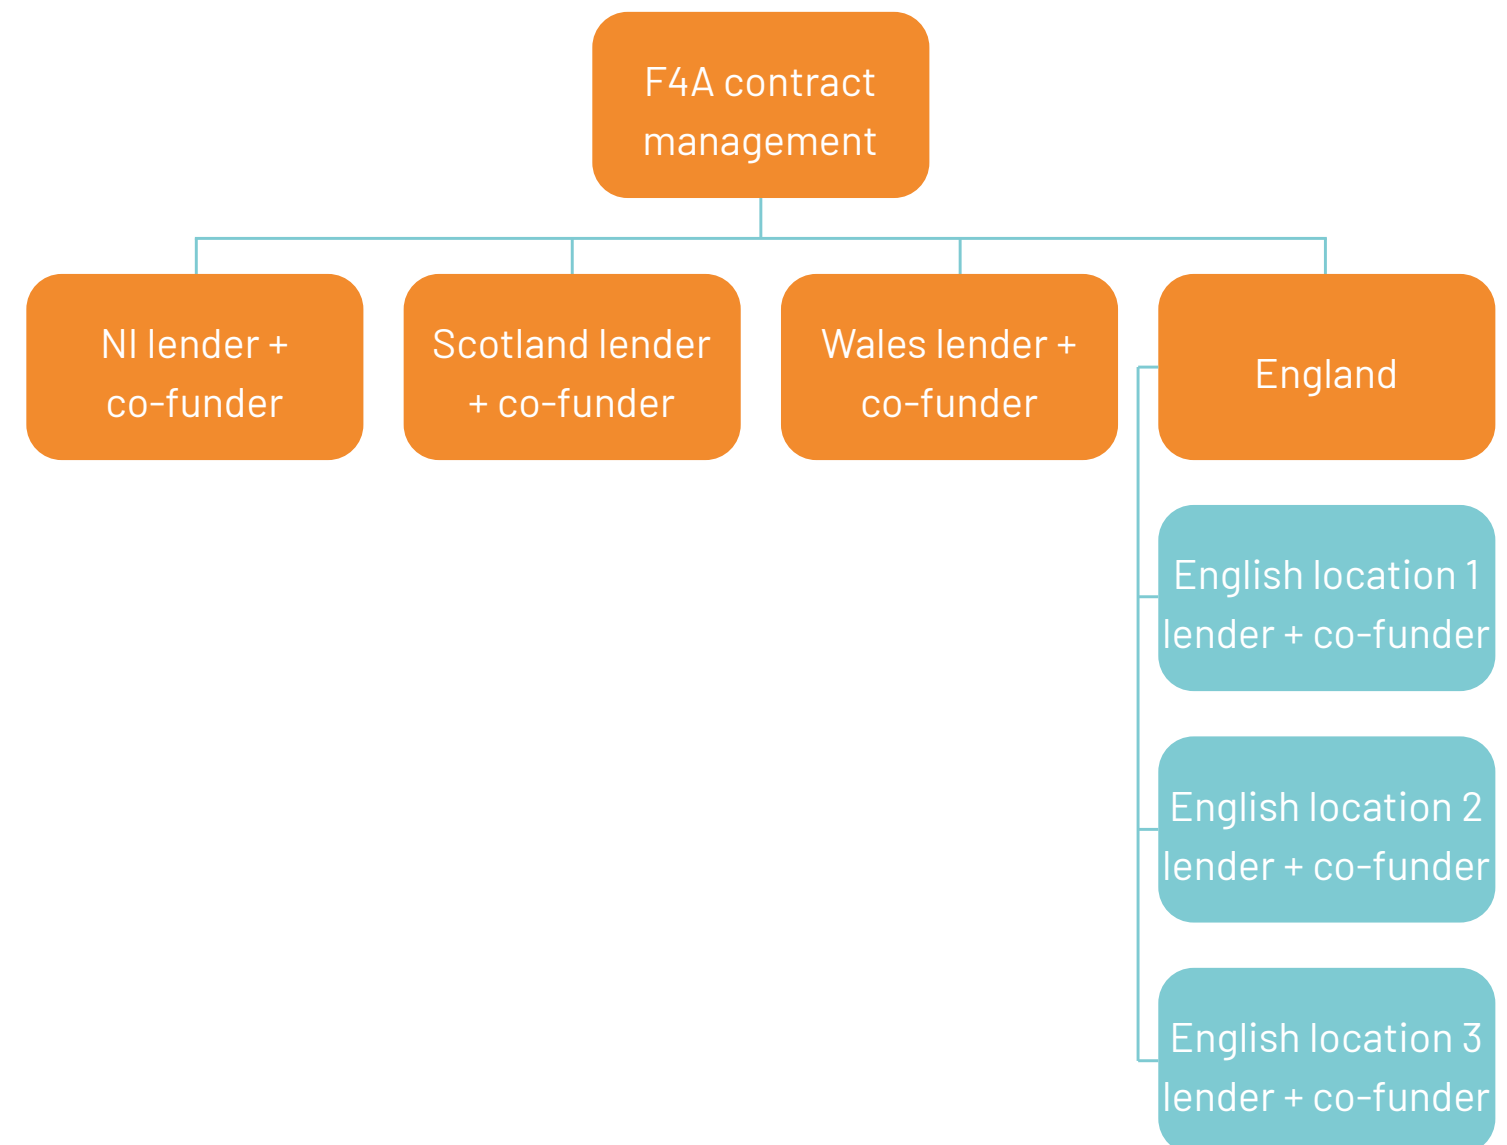 F4A contract
management
NI lender +
co-funder
Scotland lender
+ co-funder
Wales lender +
co-funder
England
English location 1
lender + co-funder
English location 2
lender + co-funder
English location 3
lender + co-funder